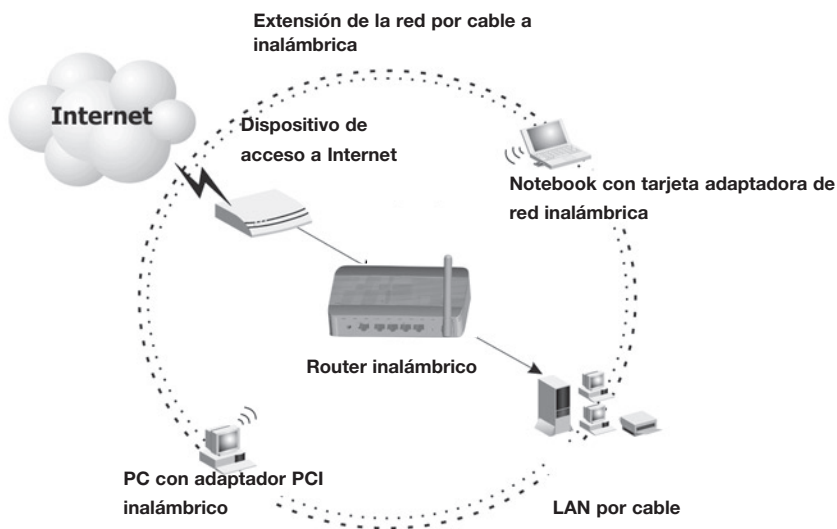 Extensión de la red por cable a
inalámbrica
Internet
Dispositivo de
acceso a Internet
Notebook con tarjeta adaptadora de
red inalámbrica
Router inalámbrico
PC con adaptador PCI
inalámbrico
LAN por cable